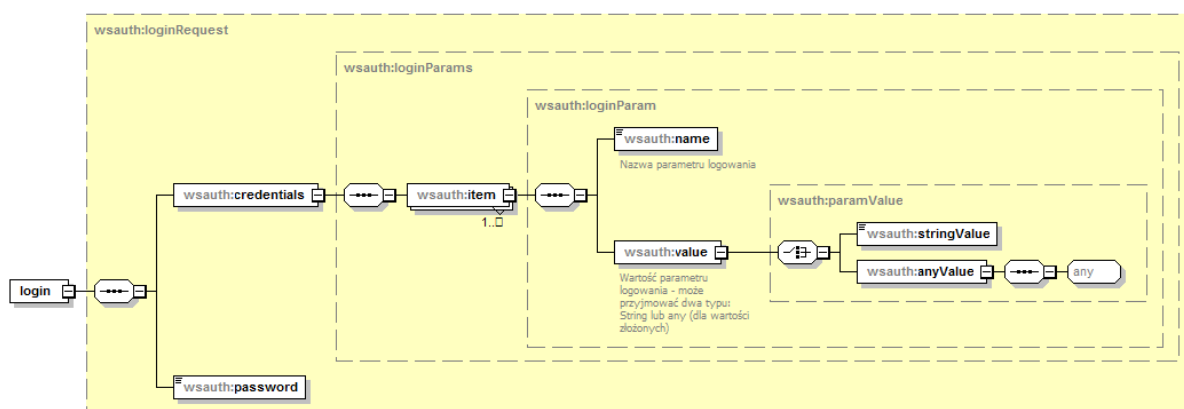 wsauth:loginRequest
wsauth:loginParams
wsauth:loginParam
wsauth:name
Nazwa parametru logowania
wsauth:credentials
wsauth:item
1..□
wsauth:paramValue
wsauth:stringValue
wsauth:value
wsauth:anyValue
any
Wartość parametru
logowania - może
przyjmować dwa typu:
String lub any (dla wartości
złożonych)
login
wsauth:password